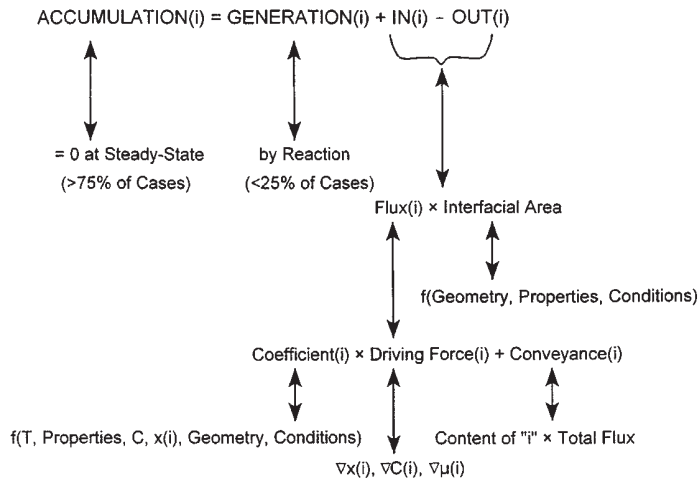 ACCUMULATION(i) = GENERATION(i) + IN(i) − OUT(i)
= 0 at Steady-State
(>75% of Cases)
by Reaction
(<25% of Cases)
Flux(i) × Interfacial Area
f(Geometry, Properties, Conditions)
Coefficient(i) × Driving Force(i) + Conveyance(i)
f(T, Properties, C, x(i), Geometry, Conditions)
Content of "i" × Total Flux
∇x(i), ∇C(i), ∇μ(i)